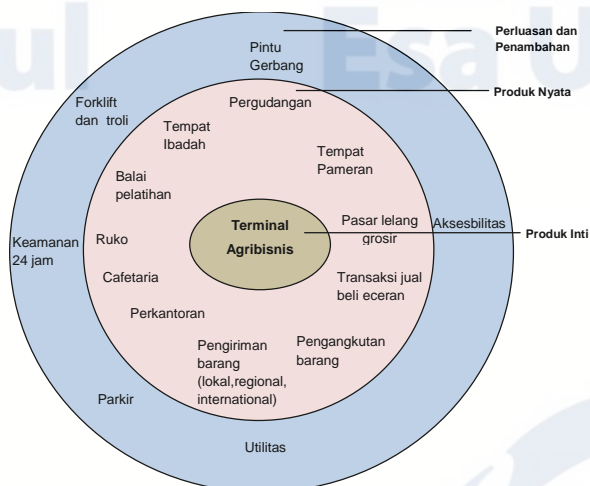 ul
Esa U
Perluasan dan
Penambahan
Pintu
Gerbang
Produk Nyata
Pergudangan
Forklift
dan troli
Tempat
Ibadah
Tempat
Pameran
Balai
pelatihan
Terminal
Agribisnis
Pasar lelang
grosir
Aksesbilitas
Produk Inti
Keamanan
24 jam
Ruko
Cafetaria
Transaksi jual
beli eceran
Perkantoran
Pengiriman
barang
(lokal,regional,
international)
Pengangkutan
barang
Parkir
Utilitas